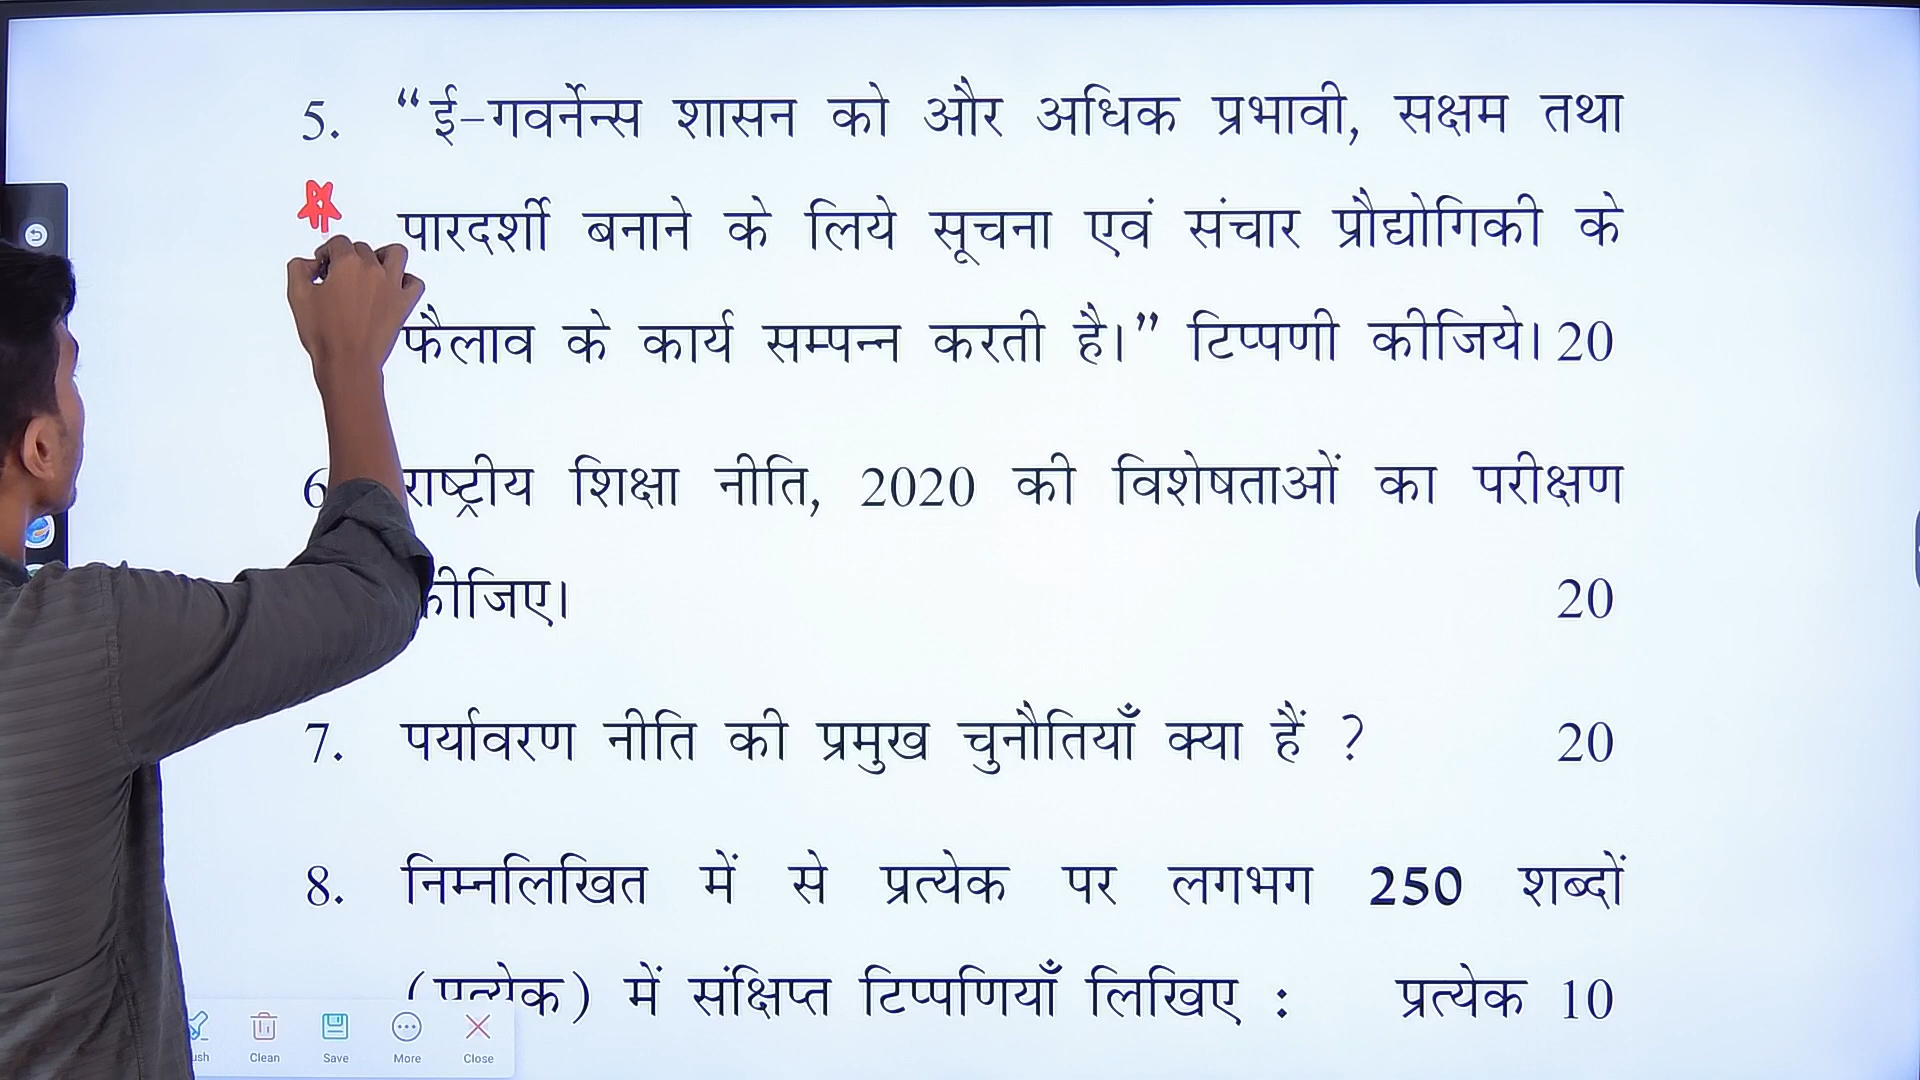 5. “ई-गवर्नेन्स शासन को और अधिक प्रभावी, सक्षम तथा
पारदर्शी बनाने के लिये सूचना एवं संचार प्रौद्योगिकी के
फैलाव के कार्य सम्पन्न करती है।” टिप्पणी कीजिये। 20
6 राष्ट्रीय शिक्षा नीति, 2020 की विशेषताओं का परीक्षण
कीजिए। 20
7. पर्यावरण नीति की प्रमुख चुनौतियाँ क्या हैं ? 20
8. निम्नलिखित में से प्रत्येक पर लगभग 250 शब्दों
(प्रत्येक) में संक्षिप्त टिप्पणियाँ लिखिए : प्रत्येक 10
Clean Save More Close